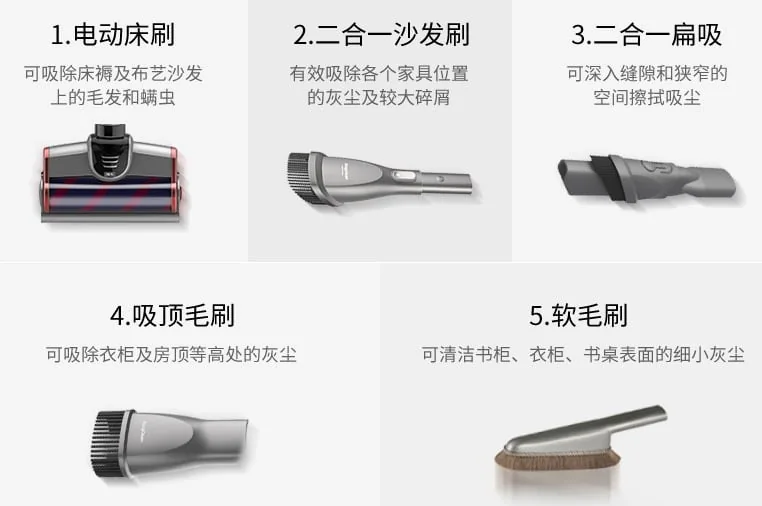 1.电动床刷
可吸除床褥及布艺沙发
上的毛发和螨虫
2.二合一沙发刷
有效吸除各个家具位置
的灰尘及较大碎屑
3.二合一扁吸
可深入缝隙和狭窄的
空间擦拭吸尘
4.吸顶毛刷
可吸除衣柜及房顶等高处的灰尘
5.软毛刷
可清洁书柜、衣柜、书桌表面的细小灰尘